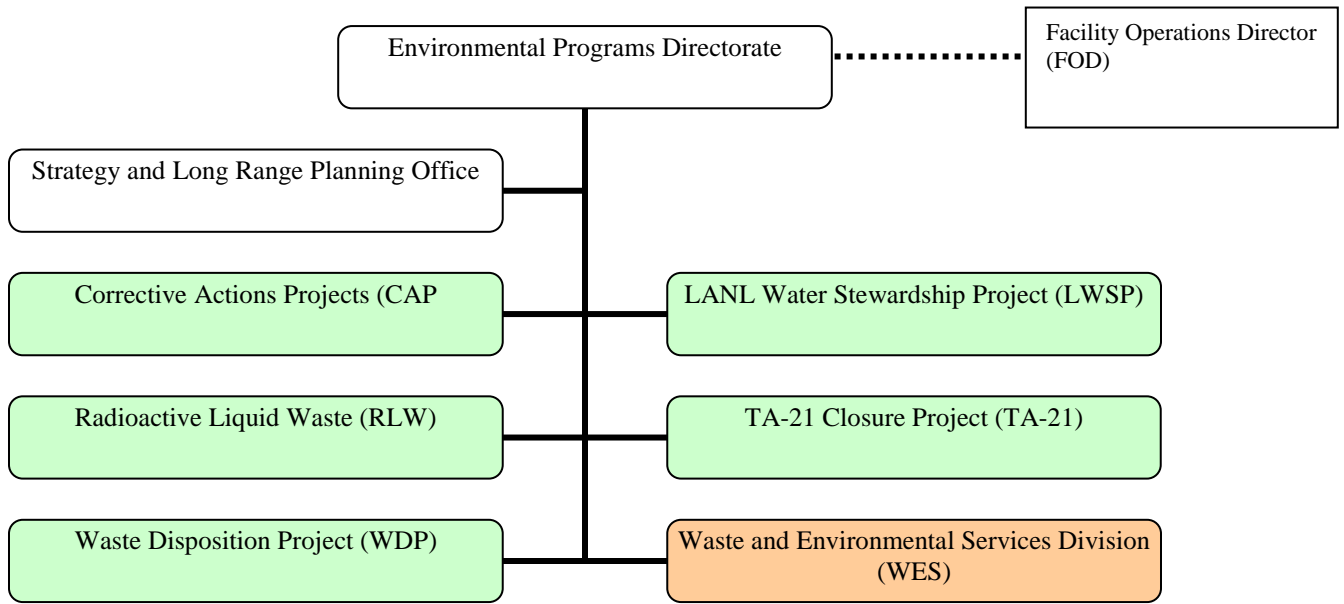 Environmental Programs Directorate
Facility Operations Director
(FOD)
Strategy and Long Range Planning Office
Corrective Actions Projects (CAP
LANL Water Stewardship Project (LWSP)
Radioactive Liquid Waste (RLW)
TA-21 Closure Project (TA-21)
Waste Disposition Project (WDP)
Waste and Environmental Services Division
(WES)